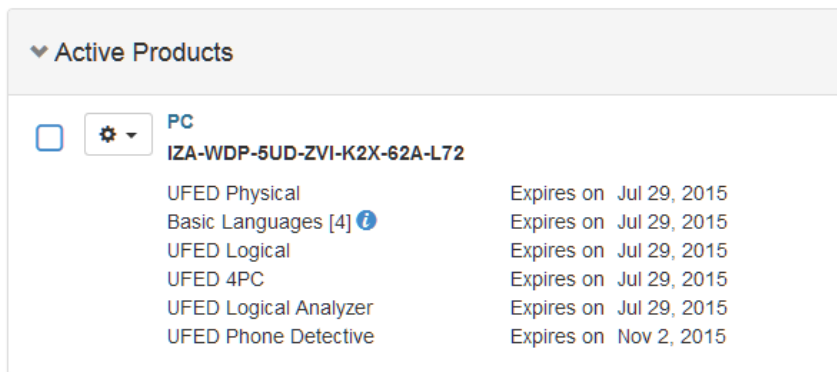 Active Products
PC
IZA-WDP-5UD-ZVI-K2X-62A-L72
UFED Physical Expires on Jul 29, 2015
Basic Languages [4] i Expires on Jul 29, 2015
UFED Logical Expires on Jul 29, 2015
UFED 4PC Expires on Jul 29, 2015
UFED Logical Analyzer Expires on Jul 29, 2015
UFED Phone Detective Expires on Nov 2, 2015